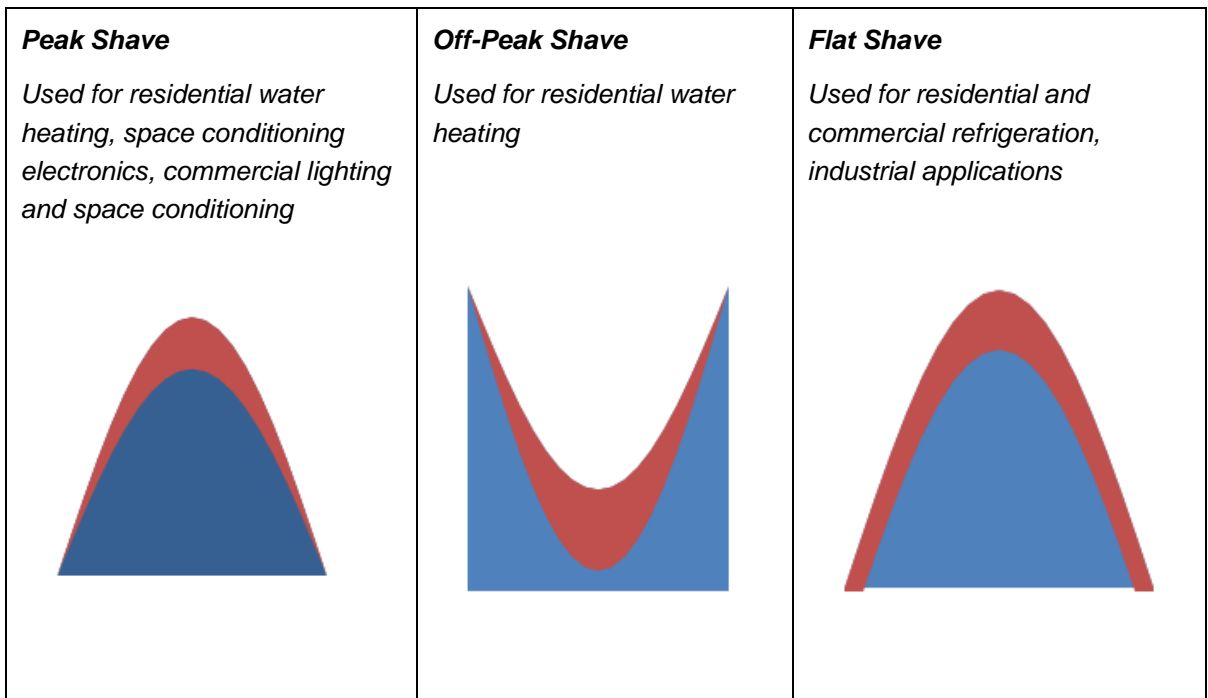 Peak Shave
Used for residential water
heating, space conditioning
electronics, commercial lighting
and space conditioning
Off-Peak Shave
Used for residential water
heating
Flat Shave
Used for residential and
commercial refrigeration,
industrial applications